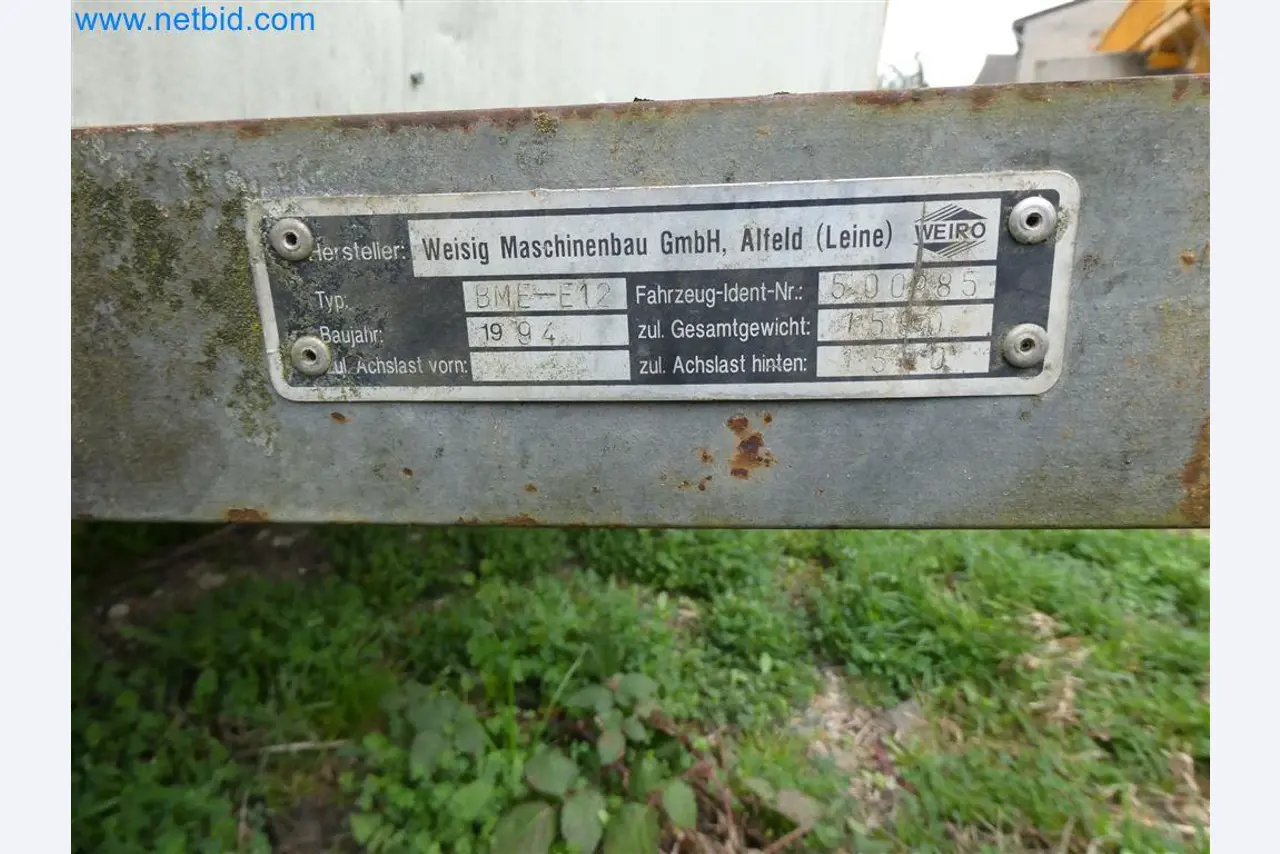 www.netbid.com
Hersteller: Weisig Maschinenbau GmbH, Alfeld (Leine) WEIRO
Typ: BME-E12 Fahrzeug-Ident-Nr.:
Baujahr: 1994 zul. Gesamtgewicht:
zul. Achslast vorn: zul. Achslast hinten: